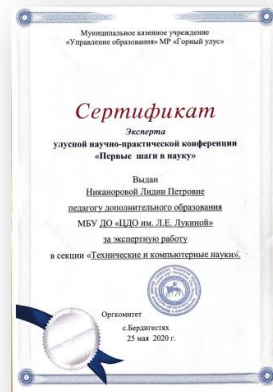 Муниципальное казенное учреждение
«Управление образования» МР «Горный улус»
Сертификат
Эксперта
улусной научно-практической конференции
«Первые шаги в науку»
Выдан
Никаноровой Лидии Петровне
педагогу дополнительного образования
МБУ ДО «ЦДО им. Л.Е. Лукиной»
за экспертную работу
в секции «Технические и компьютерные науки».
Оргкомитет
с.Бердигестях
25 мая 2020 г.